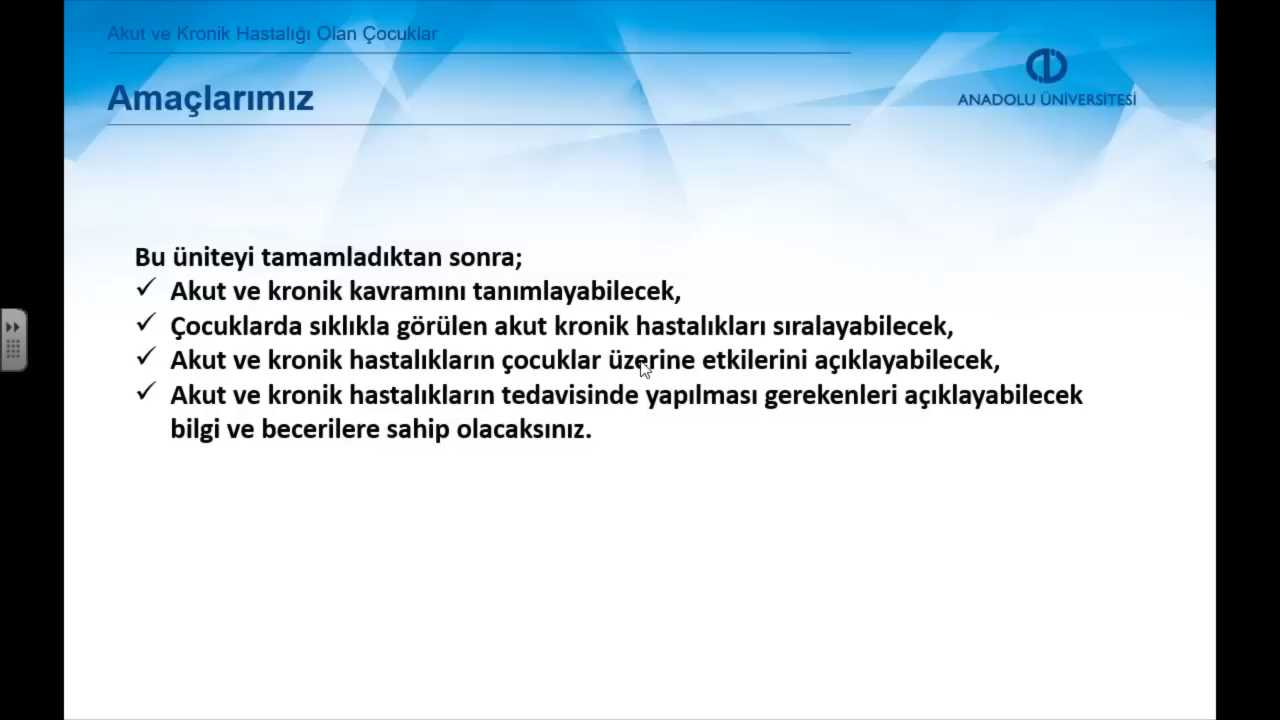 Akut ve Kronik Hastalığı Olan Çocuklar
Amaçlarımız
ANADOLU ÜNİVERSİTESİ
Bu üniteyi tamamladıktan sonra;
✓ Akut ve kronik kavramını tanımlayabilecek,
✓ Çocuklarda sıklıkla görülen akut kronik hastalıkları sıralayabilecek,
✓ Akut ve kronik hastalıkların çocuklar üzerine etkilerini açıklayabilecek,
✓ Akut ve kronik hastalıkların tedavisinde yapılması gerekenleri açıklayabilecek
bilgi ve becerilere sahip olacaksınız.